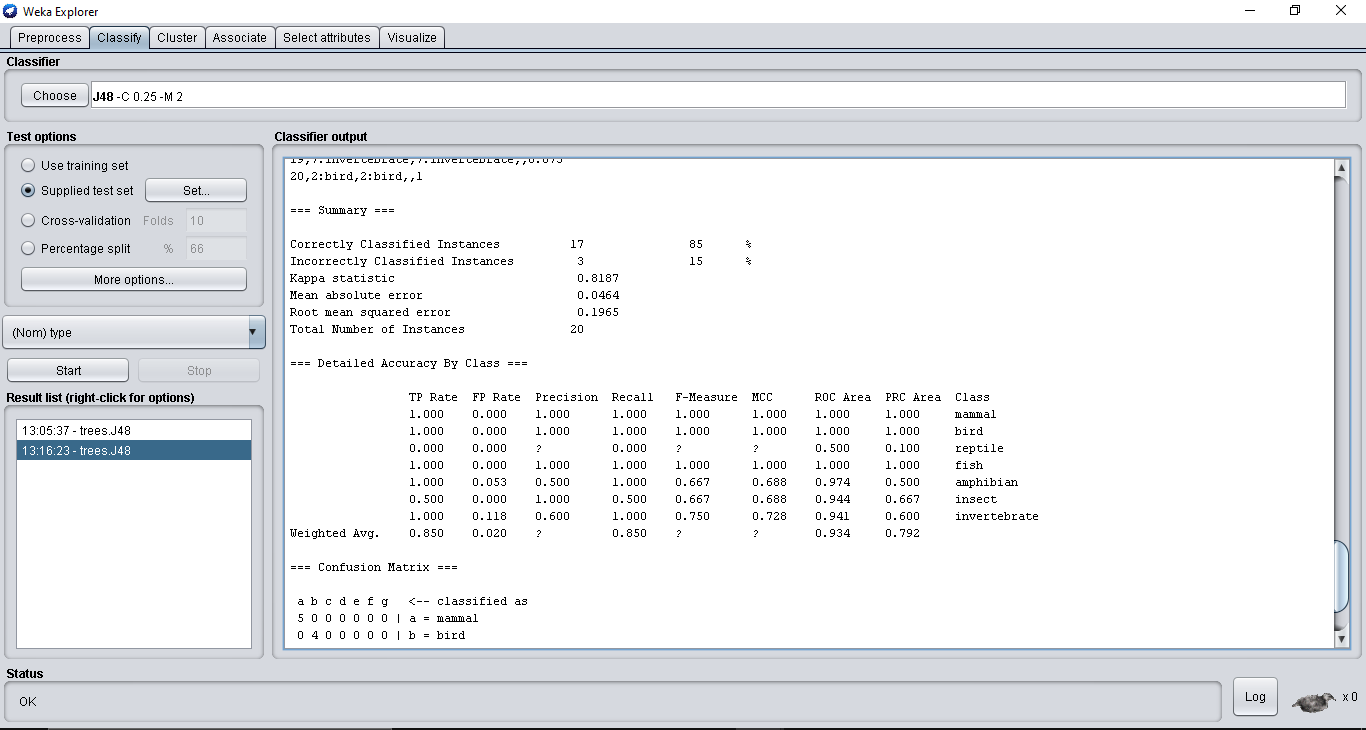 Weka Explorer
Preprocess Classify Cluster Associate Select attributes Visualize
Classifier
Choose J48 -C 0.25 -M 2
Test options
Use training set
Supplied test set Set...
Cross-validation Folds 10
Percentage split % 66
More options...
(Nom) type
Start Stop
Result list (right-click for options)
13:05:37 - trees.J48
13:16:23 - trees.J48
Classifier output
20,2:bird,2:bird,,1
=== Summary ===
Correctly Classified Instances 17 85 %
Incorrectly Classified Instances 3 15 %
Kappa statistic 0.8187
Mean absolute error 0.0464
Root mean squared error 0.1965
Total Number of Instances 20
=== Detailed Accuracy By Class ===
TP Rate FP Rate Precision Recall F-Measure MCC ROC Area PRC Area Class
1.000 0.000 1.000 1.000 1.000 1.000 1.000 1.000 mammal
1.000 0.000 1.000 1.000 1.000 1.000 1.000 1.000 bird
0.000 0.000 ? 0.000 ? ? 0.500 0.100 reptile
1.000 0.000 1.000 1.000 1.000 1.000 1.000 1.000 fish
1.000 0.053 0.500 1.000 0.667 0.688 0.974 0.500 amphibian
0.500 0.000 1.000 0.500 0.667 0.688 0.944 0.667 insect
1.000 0.118 0.600 1.000 0.750 0.728 0.941 0.600 invertebrate
Weighted Avg. 0.850 0.020 ? 0.850 ? ? 0.934 0.792
=== Confusion Matrix ===
a b c d e f g <-- classified as
5 0 0 0 0 0 0 | a = mammal
0 4 0 0 0 0 0 | b = bird
Status
OK
Log
x 0